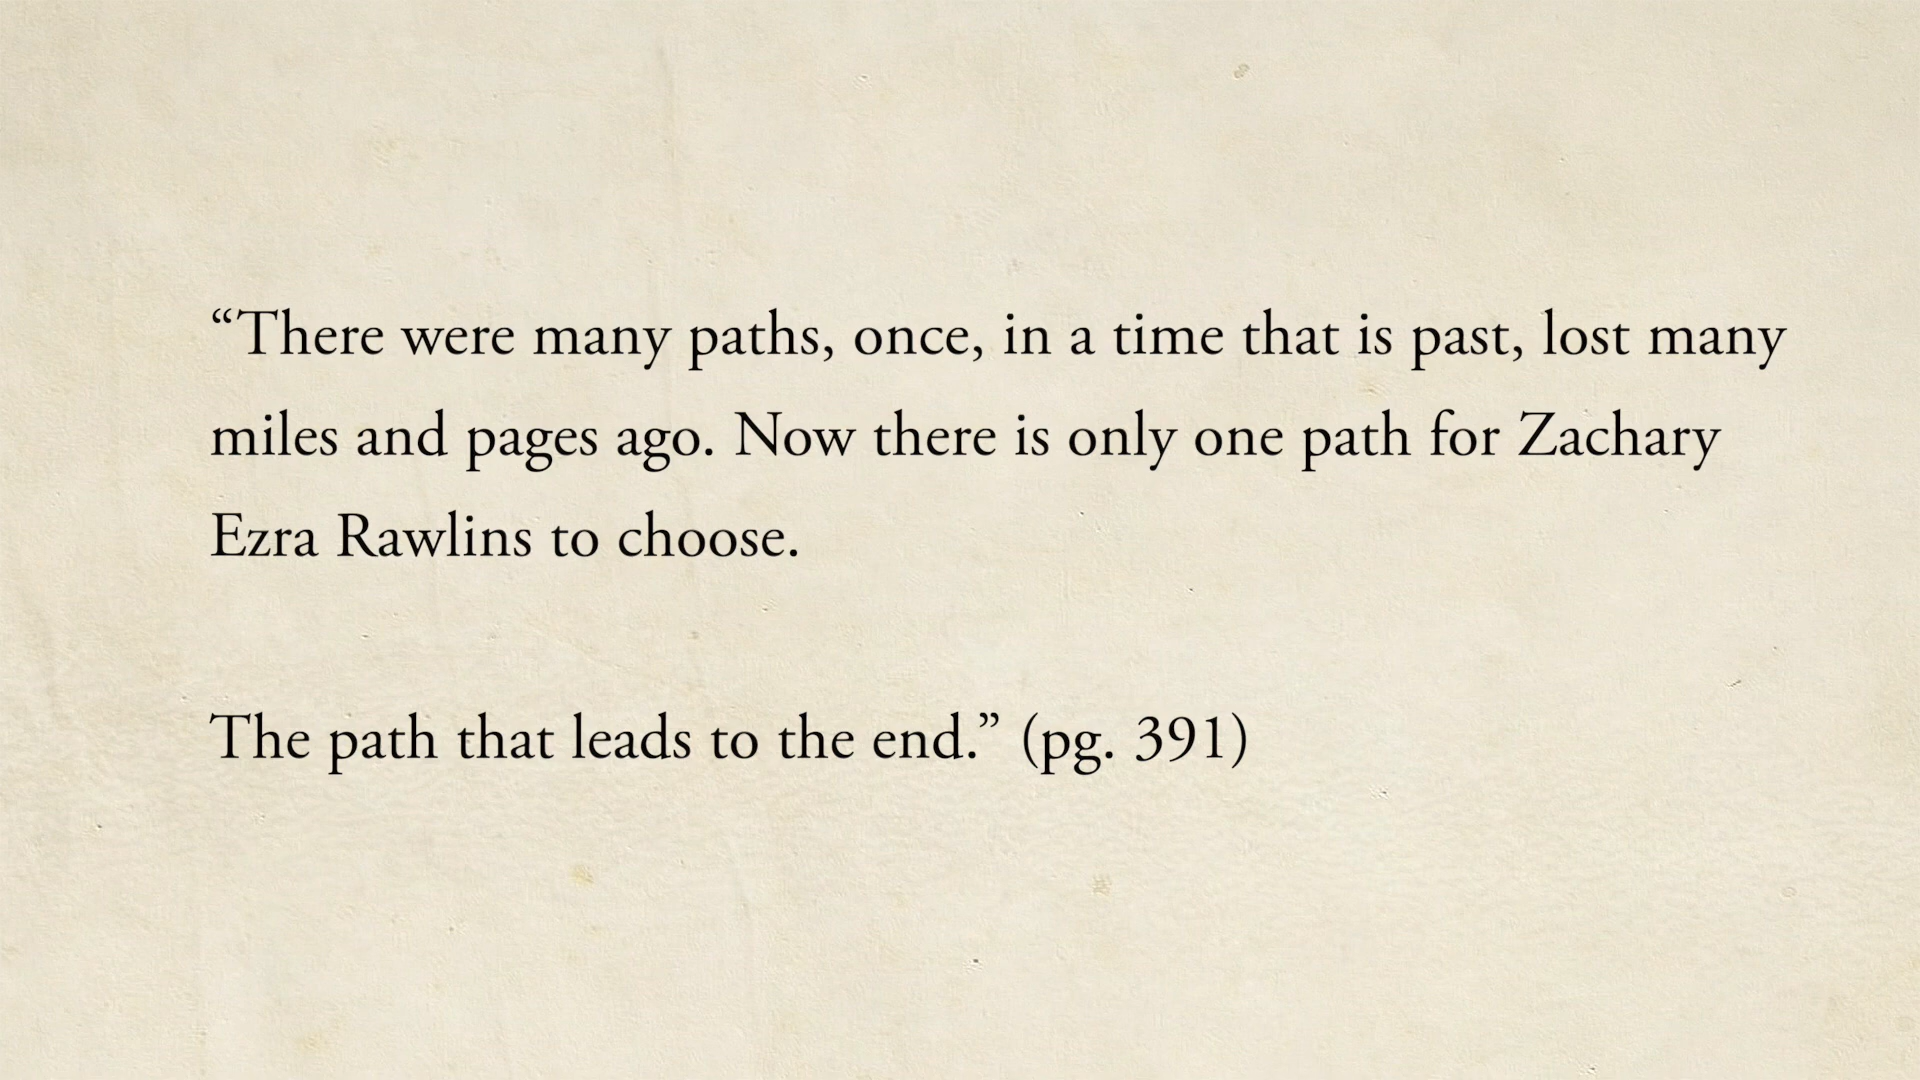 “There were many paths, once, in a time that is past, lost many
miles and pages ago. Now there is only one path for Zachary
Ezra Rawlins to choose.
The path that leads to the end.” (pg. 391)